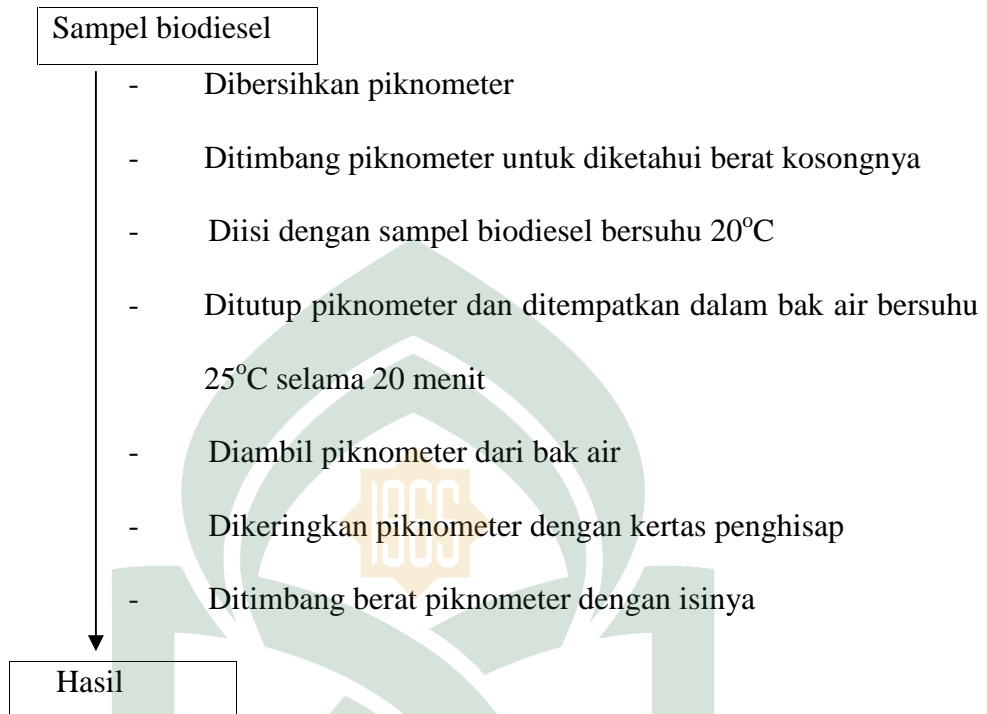 Sampel biodiesel
- Dibersihkan piknometer
- Ditimbang piknometer untuk diketahui berat kosongnya
- Diisi dengan sampel biodiesel bersuhu 20°C
- Ditutup piknometer dan ditempatkan dalam bak air bersuhu
25°C selama 20 menit
- Diambil piknometer dari bak air
- Dikeringkan piknometer dengan kertas penghisap
- Ditimbang berat piknometer dengan isinya
Hasil